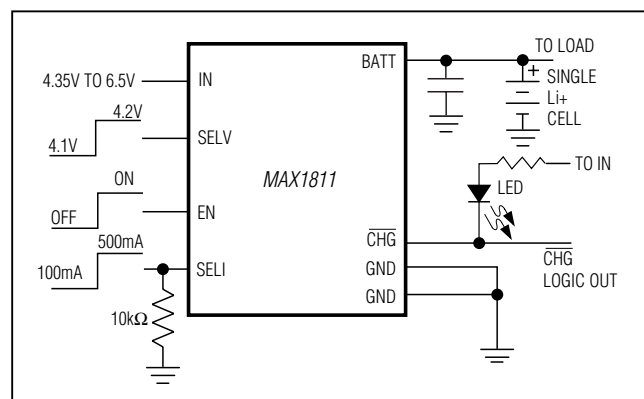 BATT
TO LOAD
4.35V TO 6.5V
IN
+
SINGLE
Li+
CELL
4.2V
4.1V
SELV
MAX1811
TO IN
LED
ON
OFF
EN
CHG
CHG
LOGIC OUT
500mA
100mA
SELI
GND
GND
10kΩ